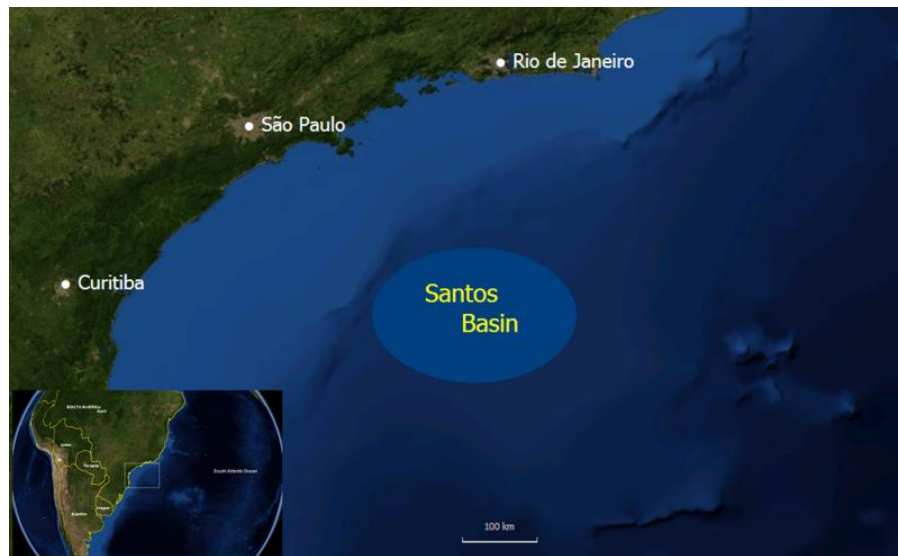 Rio de Janeiro
São Paulo
Curitiba
Santos
Basin
South Atlantic Ocean
100 km